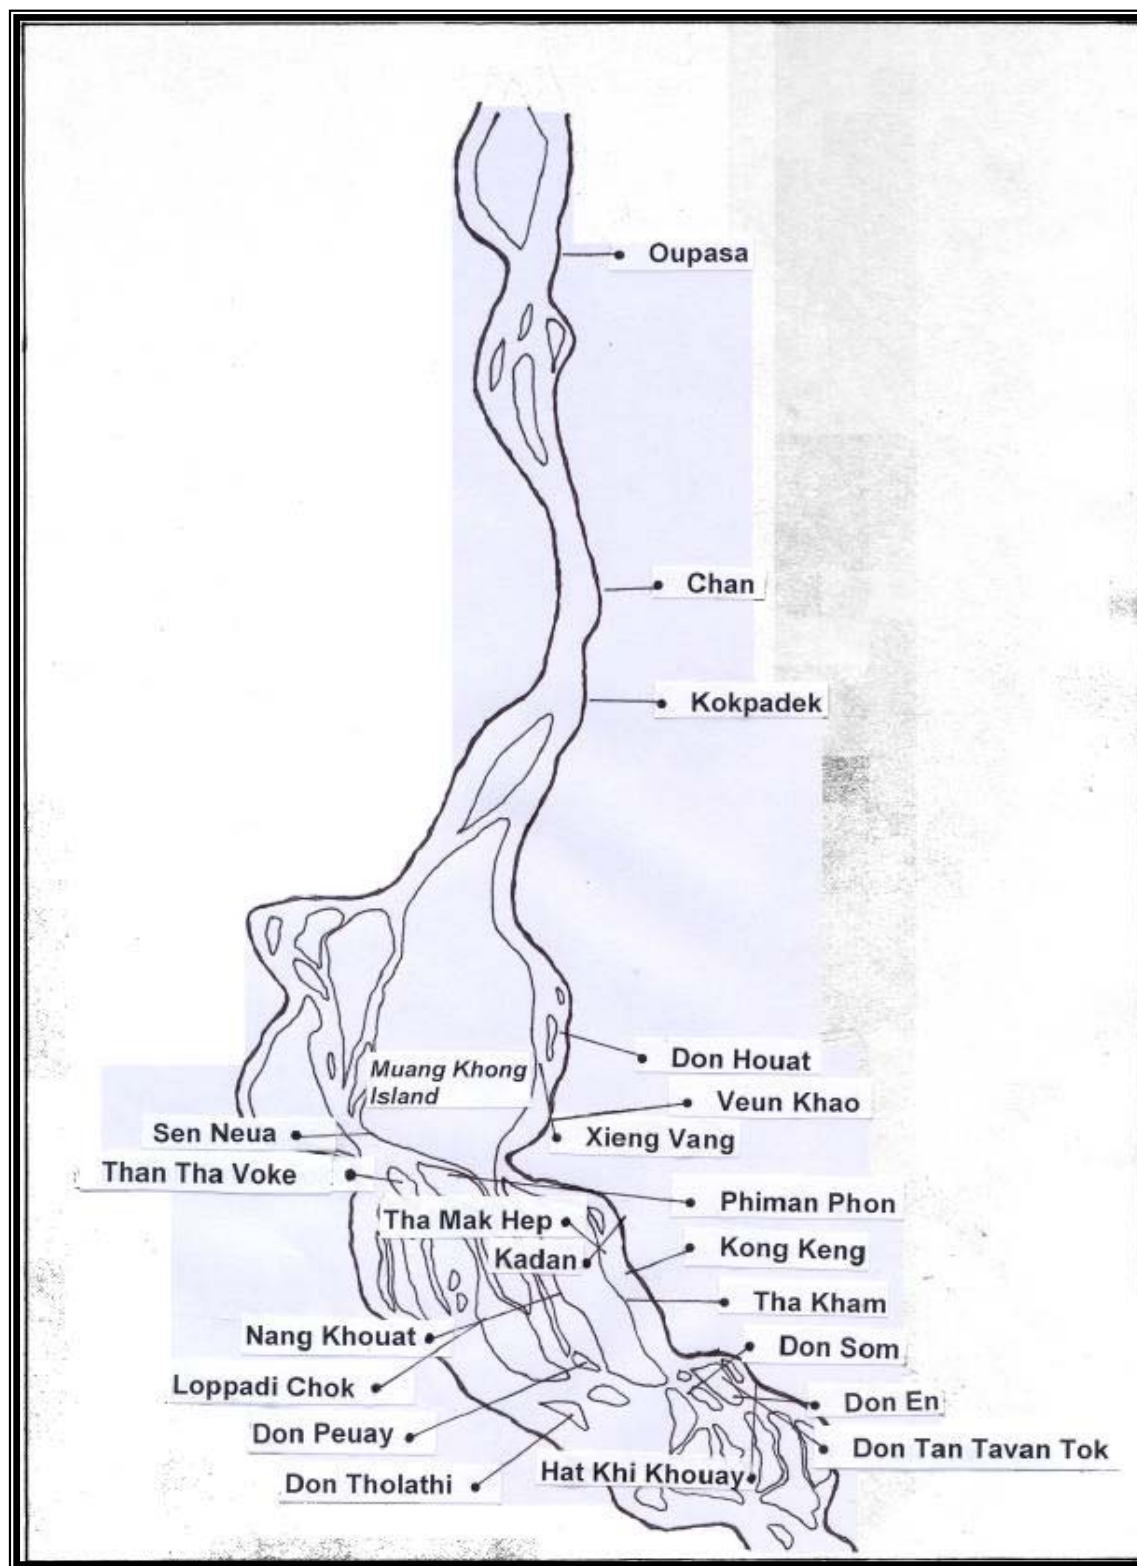 Oupasa
Chan
Kokpadek
Don Houat
Muang Khong
Island
Veun Khao
Sen Neua
Xieng Vang
Than Tha Voke
Phiman Phon
Tha Mak Hep
Kadan
Kong Keng
Tha Kham
Nang Khouat
Don Som
Loppadi Chok
Don En
Don Peuay
Don Tan Tavan Tok
Hat Khi Khouay
Don Tholathi